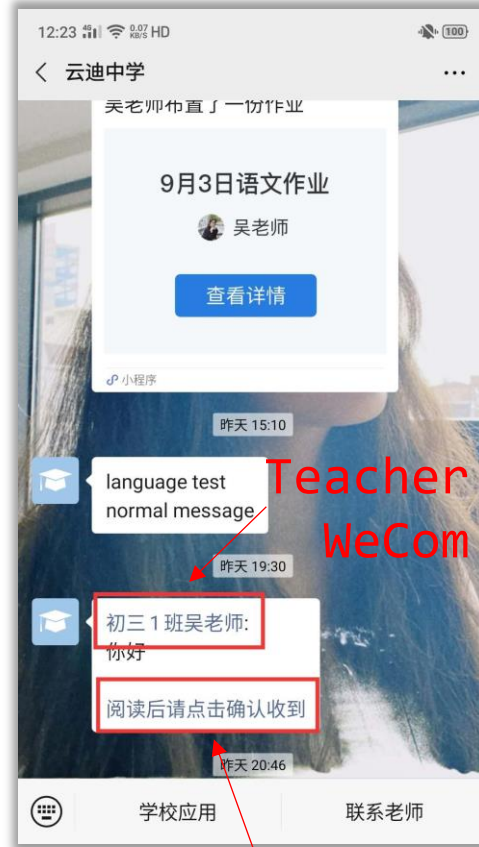 12:23 46 0.07 KB/S HD 100
云迪中学
吴老师布置了一份作业
9月3日语文作业
吴老师
查看详情
小程序
昨天 15:10
language test
normal message
Teacher
WeCom
昨天 19:30
初三1班吴老师:
你好
阅读后请点击确认收到
昨天 20:46
学校应用
联系老师